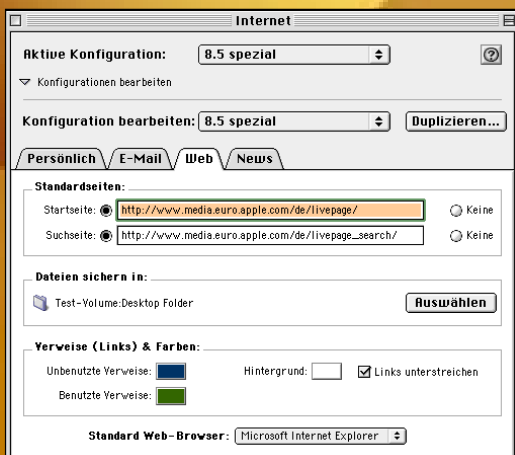 Internet
Aktive Konfiguration: 8.5 spezial ?
Konfigurationen bearbeiten
Konfiguration bearbeiten: 8.5 spezial Duplizieren...
Persönlich E-Mail Web News
Standardseiten:
Startseite: http://www.media.euro.apple.com/de/livepage/ Keine
Suchseite: http://www.media.euro.apple.com/de/livepage_search/ Keine
Dateien sichern in:
Test-Volume:Desktop Folder Auswählen
Verweise (Links) & Farben:
Unbenutzte Verweise: Hintergrund: Links unterstreichen
Benutzte Verweise:
Standard Web-Browser: Microsoft Internet Explorer